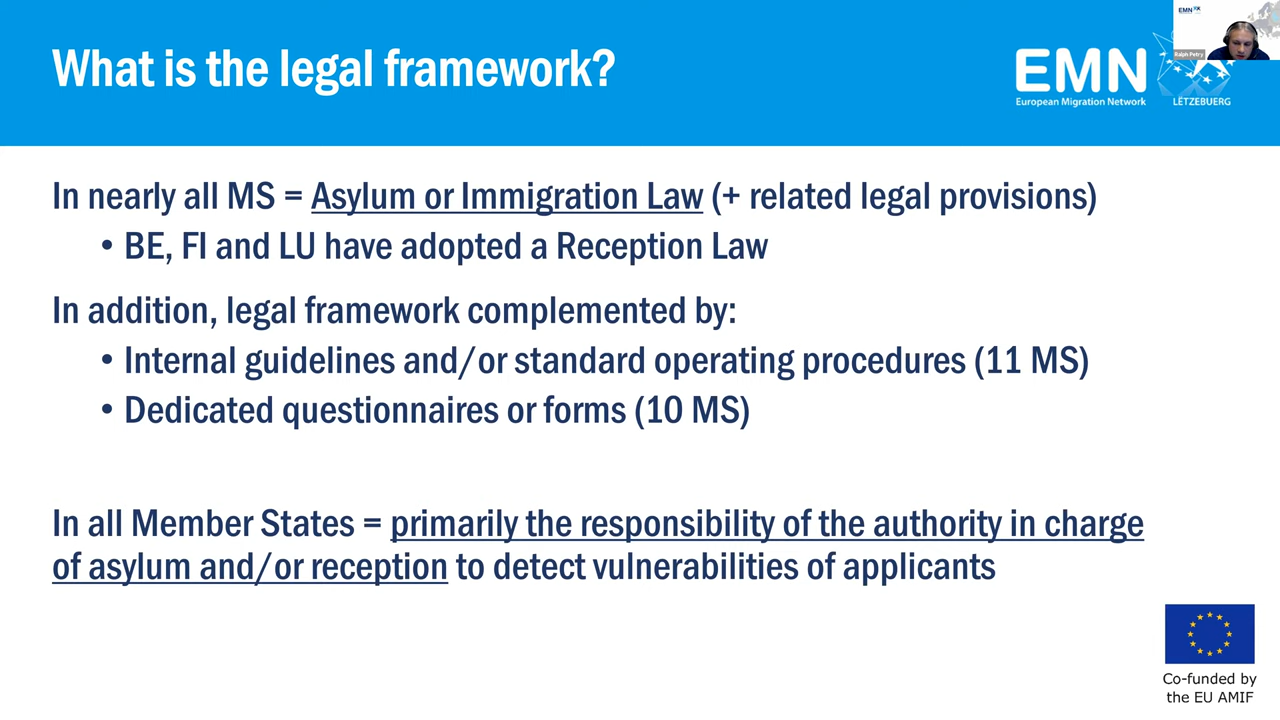 What is the legal framework?
EMN
European Migration Network
LËTZEBUERG
EMN
Ralph Petry
In nearly all MS = Asylum or Immigration Law (+ related legal provisions)
• BE, FI and LU have adopted a Reception Law
In addition, legal framework complemented by:
• Internal guidelines and/or standard operating procedures (11 MS)
• Dedicated questionnaires or forms (10 MS)
In all Member States = primarily the responsibility of the authority in charge
of asylum and/or reception to detect vulnerabilities of applicants
Co-funded by
the EU AMIF